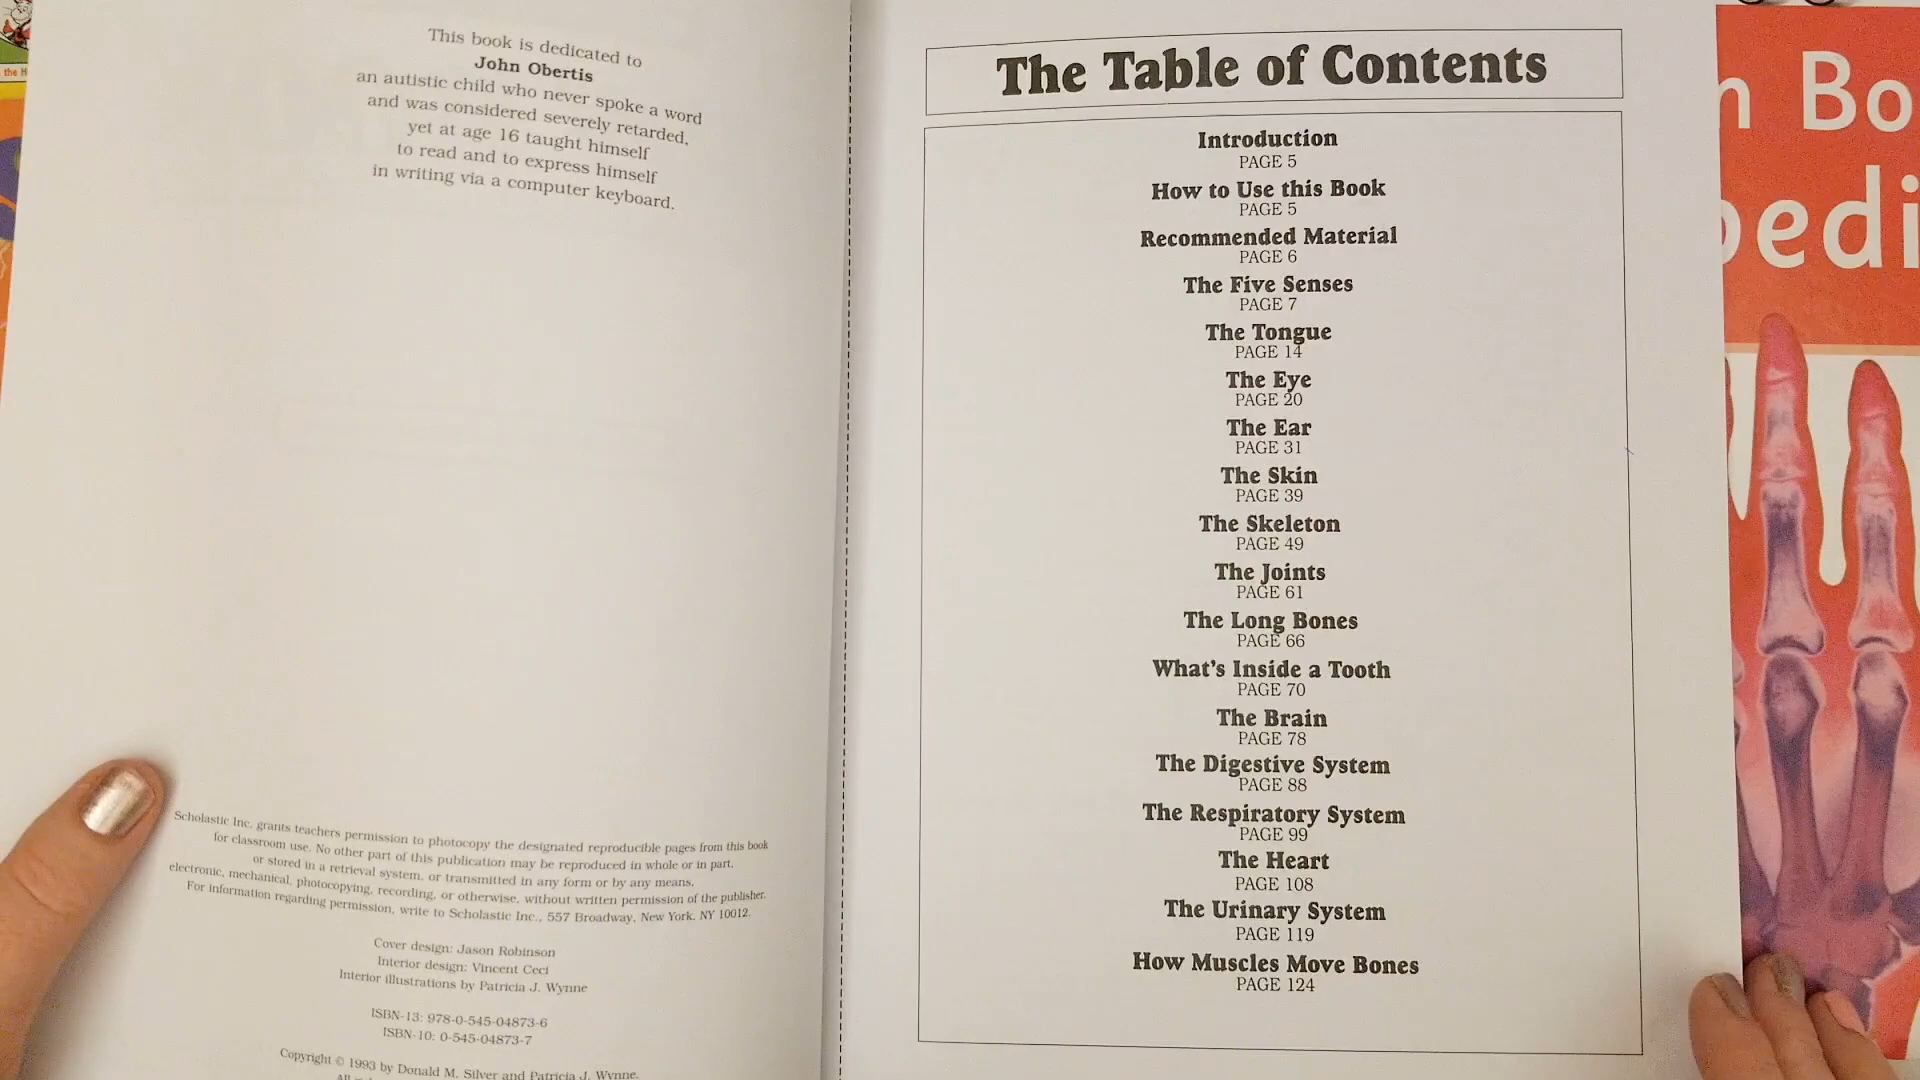 the H
This book is dedicated to
John Obertis
an autistic child who never spoke a word
and was considered severely retarded,
yet at age 16 taught himself
to read and to express himself
in writing via a computer keyboard.
Scholastic Inc. grants teachers permission to photocopy the designated reproducible pages from this book
for classroom use. No other part of this publication may be reproduced in whole or in part,
or stored in a retrieval system, or transmitted in any form or by any means,
electronic, mechanical, photocopying, recording, or otherwise, without written permission of the publisher.
For information regarding permission, write to Scholastic Inc., 557 Broadway, New York, NY 10012.
Cover design: Jason Robinson
Interior design: Vincent Ceci
Interior illustrations by Patricia J. Wynne
ISBN-13: 978-0-545-04873-6
ISBN-10: 0-545-04873-7
Copyright © 1993 by Donald M. Silver and Patricia J. Wynne.
The Table of Contents
Introduction
PAGE 5
How to Use this Book
PAGE 5
Recommended Material
PAGE 6
The Five Senses
PAGE 7
The Tongue
PAGE 14
The Eye
PAGE 20
The Ear
PAGE 31
The Skin
PAGE 39
The Skeleton
PAGE 49
The Joints
PAGE 61
The Long Bones
PAGE 66
What's Inside a Tooth
PAGE 70
The Brain
PAGE 78
The Digestive System
PAGE 88
The Respiratory System
PAGE 99
The Heart
PAGE 108
The Urinary System
PAGE 119
How Muscles Move Bones
PAGE 124
n Bo
pedi